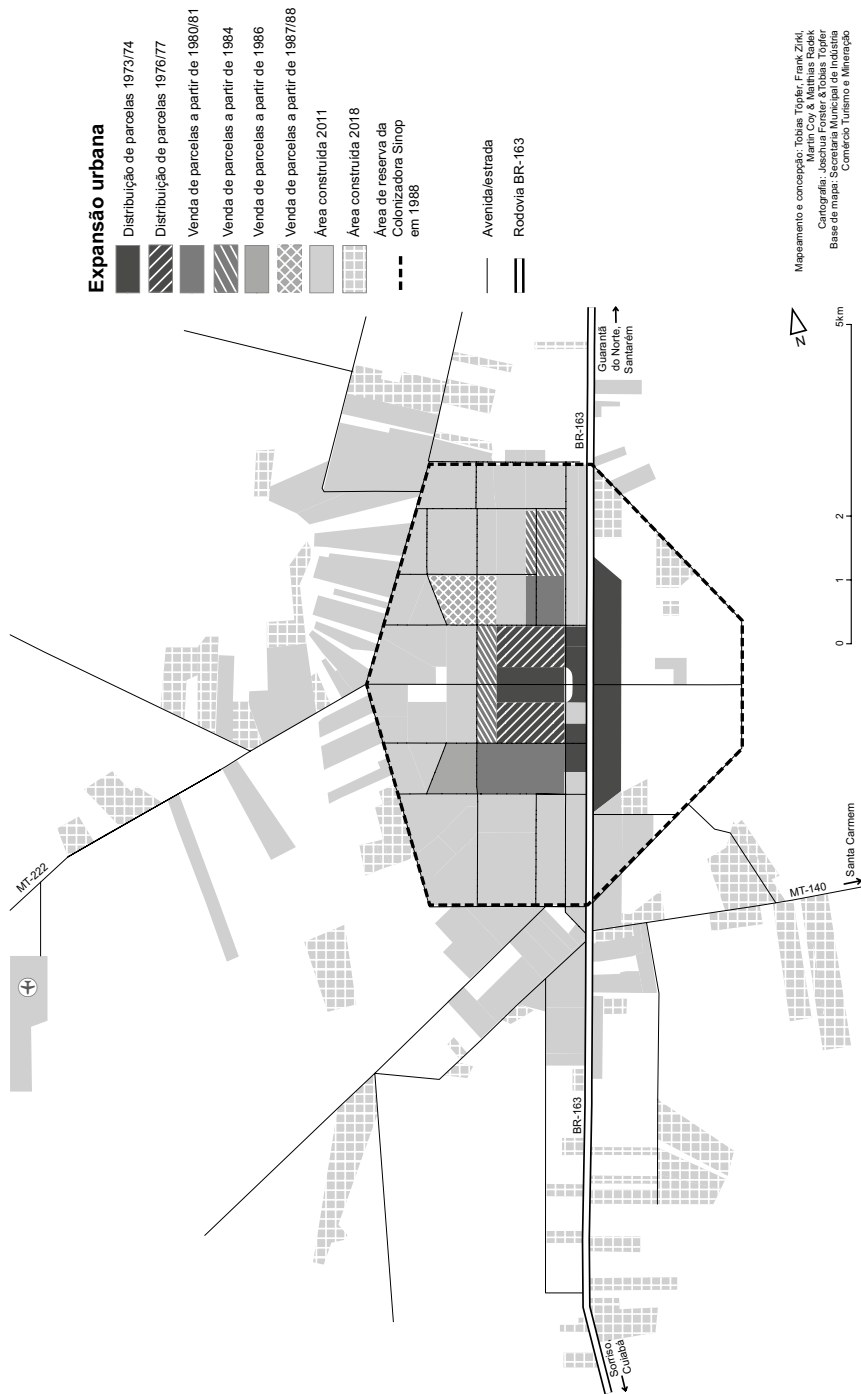 Expansão urbana
Distribuição de parcelas 1973/74
Distribuição de parcelas 1976/77
Venda de parcelas a partir de 1980/81
Venda de parcelas a partir de 1984
Venda de parcelas a partir de 1986
Venda de parcelas a partir de 1987/88
Área construída 2011
Área construída 2018
Área de reserva da
Colonizadora Sinop
em 1988
Avenida/estrada
Rodovia BR-163
MT-222
BR-163
Guarantã
do Norte,
Santarém
BR-163
Sorriso,
Cuiabá
MT-140
Santa Carmem
N
0
1
2
5km
Mapeamento e concepção: Tobias Töpfer, Frank Zirkl,
Martin Coy & Matthias Radek
Cartografia: Joschua Forster &Tobias Töpfer
Base de mapa: Secretaria Municipal de Indústria
Comércio Turismo e Mineração